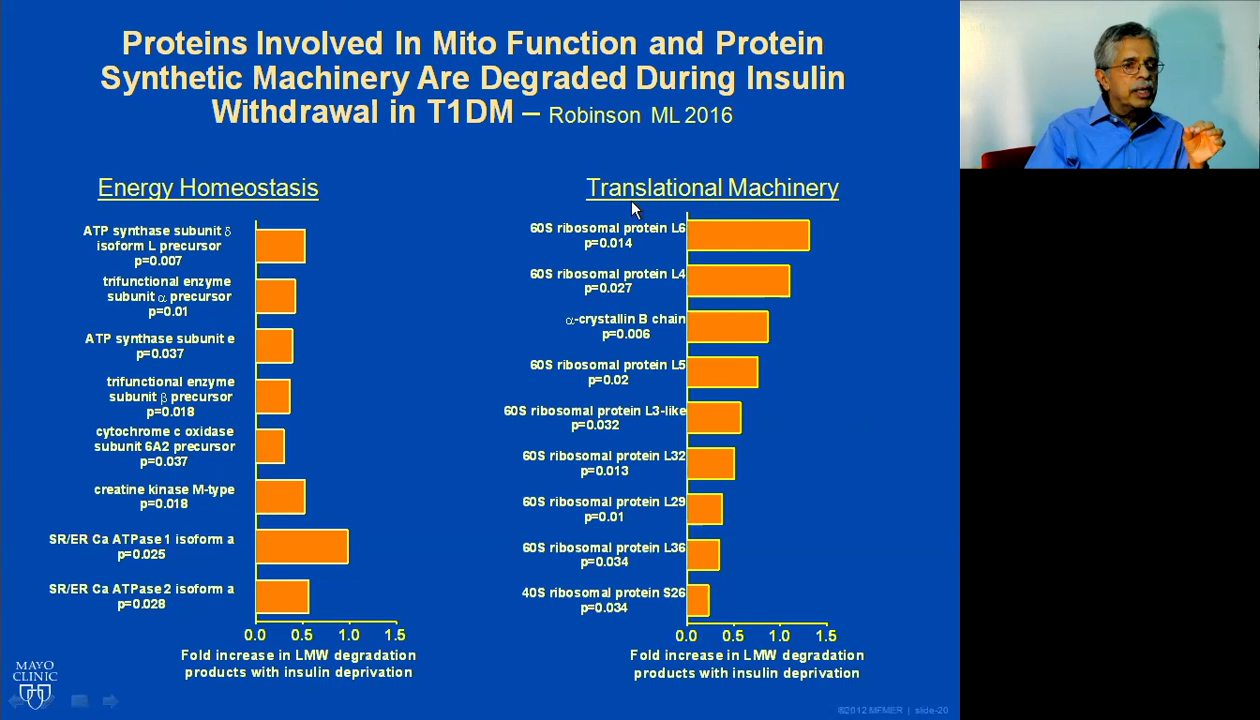 Proteins Involved In Mito Function and Protein
Synthetic Machinery Are Degraded During Insulin
Withdrawal in T1DM – Robinson ML 2016
Energy Homeostasis
ATP synthase subunit δ
isoform L precursor
p=0.007
trifunctional enzyme
subunit α precursor
p=0.01
ATP synthase subunit e
p=0.037
trifunctional enzyme
subunit β precursor
p=0.018
cytochrome c oxidase
subunit 6A2 precursor
p=0.037
creatine kinase M-type
p=0.018
SR/ER Ca ATPase 1 isoform a
p=0.025
SR/ER Ca ATPase 2 isoform a
p=0.028
0.0 0.5 1.0 1.5
Fold increase in LMW degradation
products with insulin deprivation
Translational Machinery
60S ribosomal protein L6
p=0.014
60S ribosomal protein L4
p=0.027
α-crystallin B chain
p=0.006
60S ribosomal protein L5
p=0.02
60S ribosomal protein L3-like
p=0.032
60S ribosomal protein L32
p=0.013
60S ribosomal protein L29
p=0.01
60S ribosomal protein L36
p=0.034
40S ribosomal protein S26
p=0.034
0.0 0.5 1.0 1.5
Fold increase in LMW degradation
products with insulin deprivation
MAYO
CLINIC
©2012 MFMER | slide-20